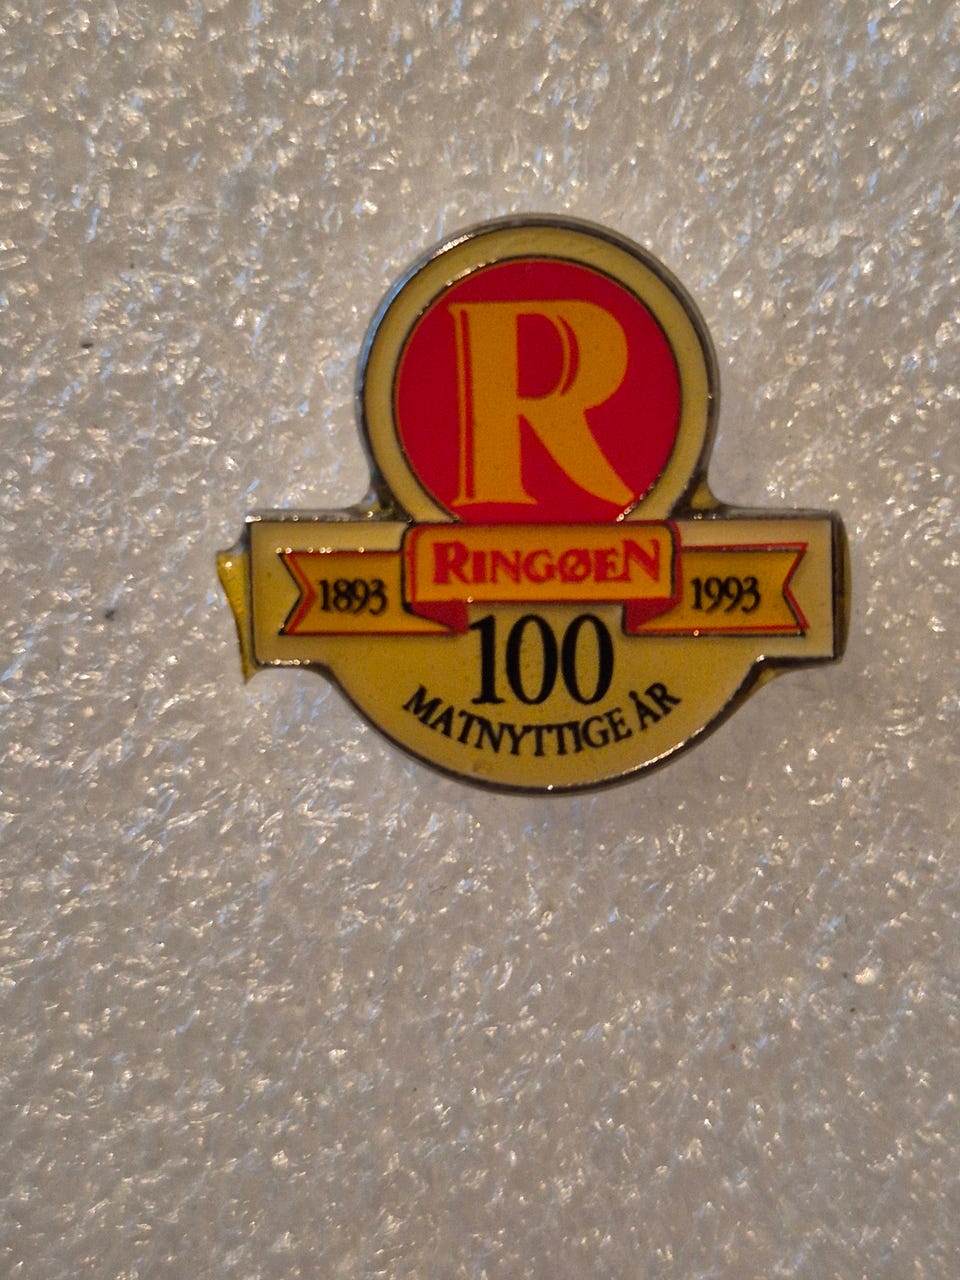 R
RINGØEN
1893 1993
100
MATNYTTIGE ÅR